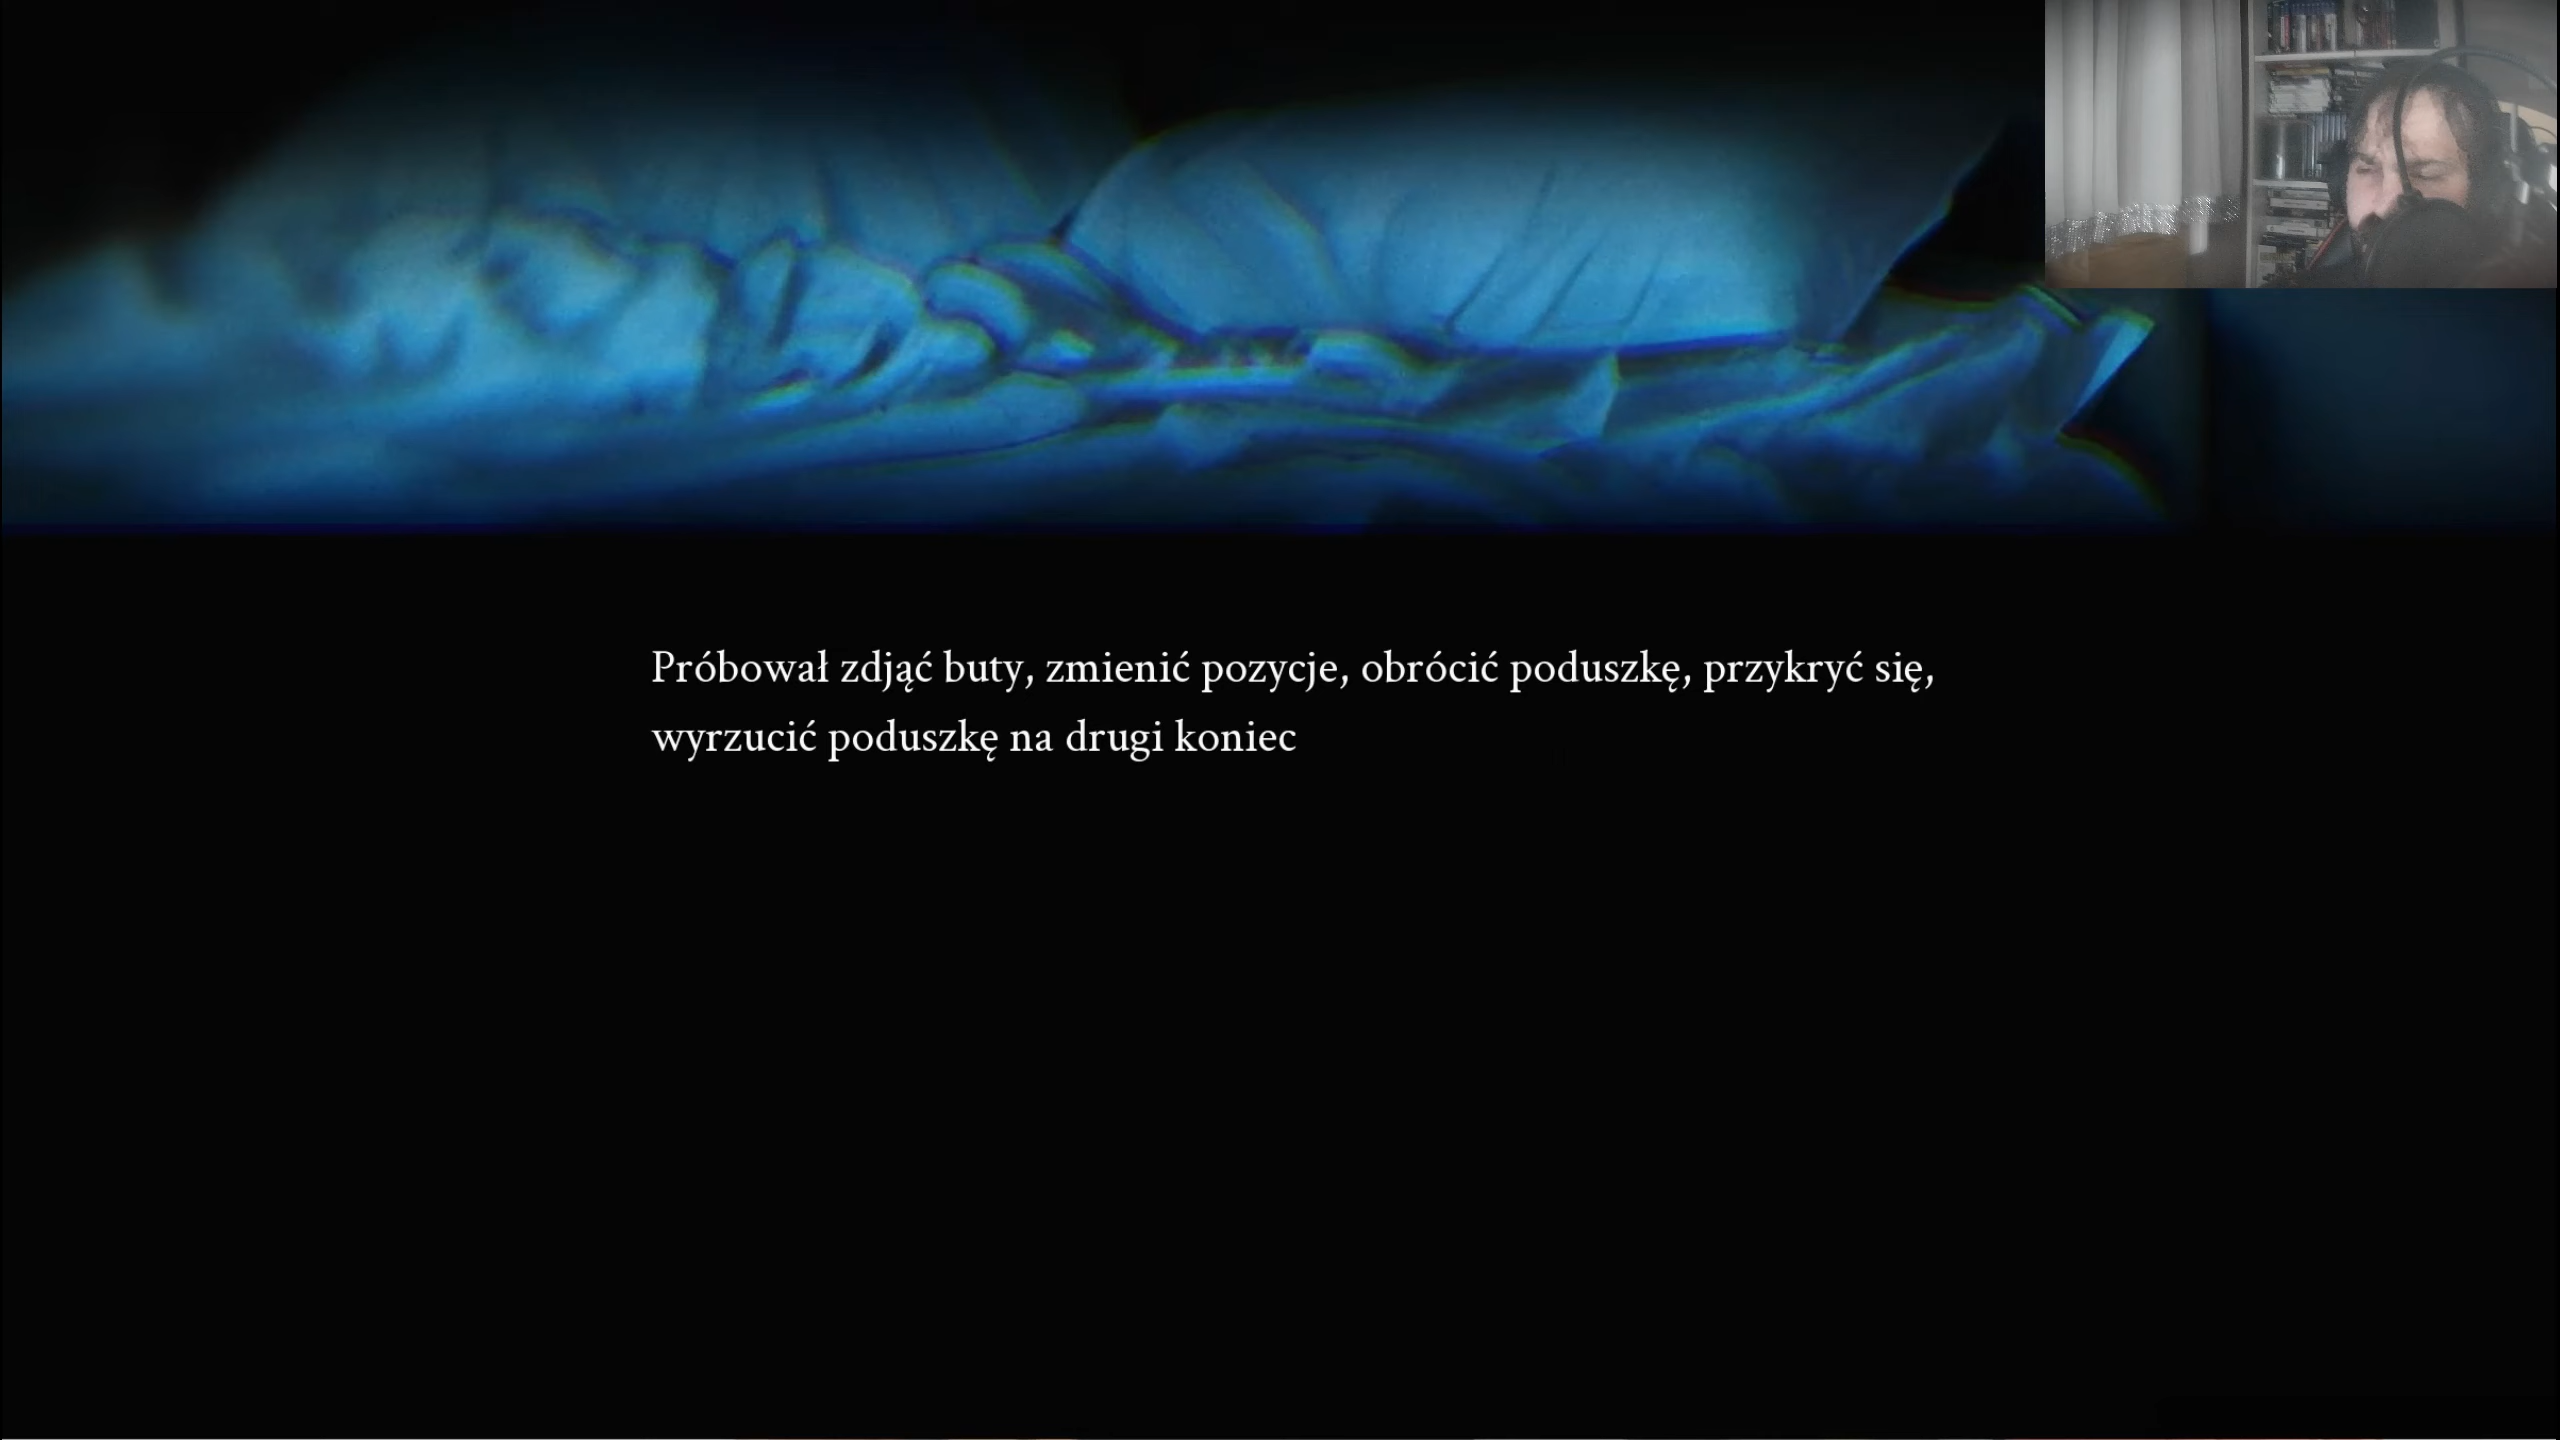 Próbował zdjąć buty, zmienić pozycje, obrócić poduszkę, przykryć się,
wyrzucić poduszkę na drugi koniec